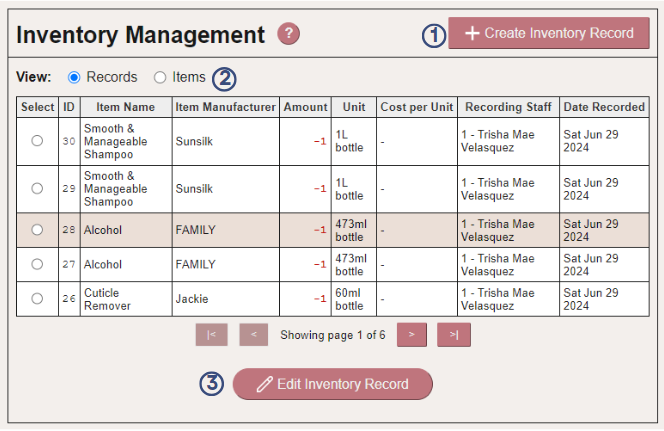 Inventory Management ?
1 + Create Inventory Record
View: Records Items 2
Select ID Item Name Item Manufacturer Amount Unit Cost per Unit Recording Staff Date Recorded
30 Smooth & Manageable Shampoo Sunsilk -1 1L bottle - 1 - Trisha Mae Velasquez Sat Jun 29 2024
29 Smooth & Manageable Shampoo Sunsilk -1 1L bottle - 1 - Trisha Mae Velasquez Sat Jun 29 2024
28 Alcohol FAMILY -1 473ml bottle - 1 - Trisha Mae Velasquez Sat Jun 29 2024
27 Alcohol FAMILY -1 473ml bottle - 1 - Trisha Mae Velasquez Sat Jun 29 2024
26 Cuticle Remover Jackie -1 60ml bottle - 1 - Trisha Mae Velasquez Sat Jun 29 2024
|< < Showing page 1 of 6 > >|
3 Edit Inventory Record